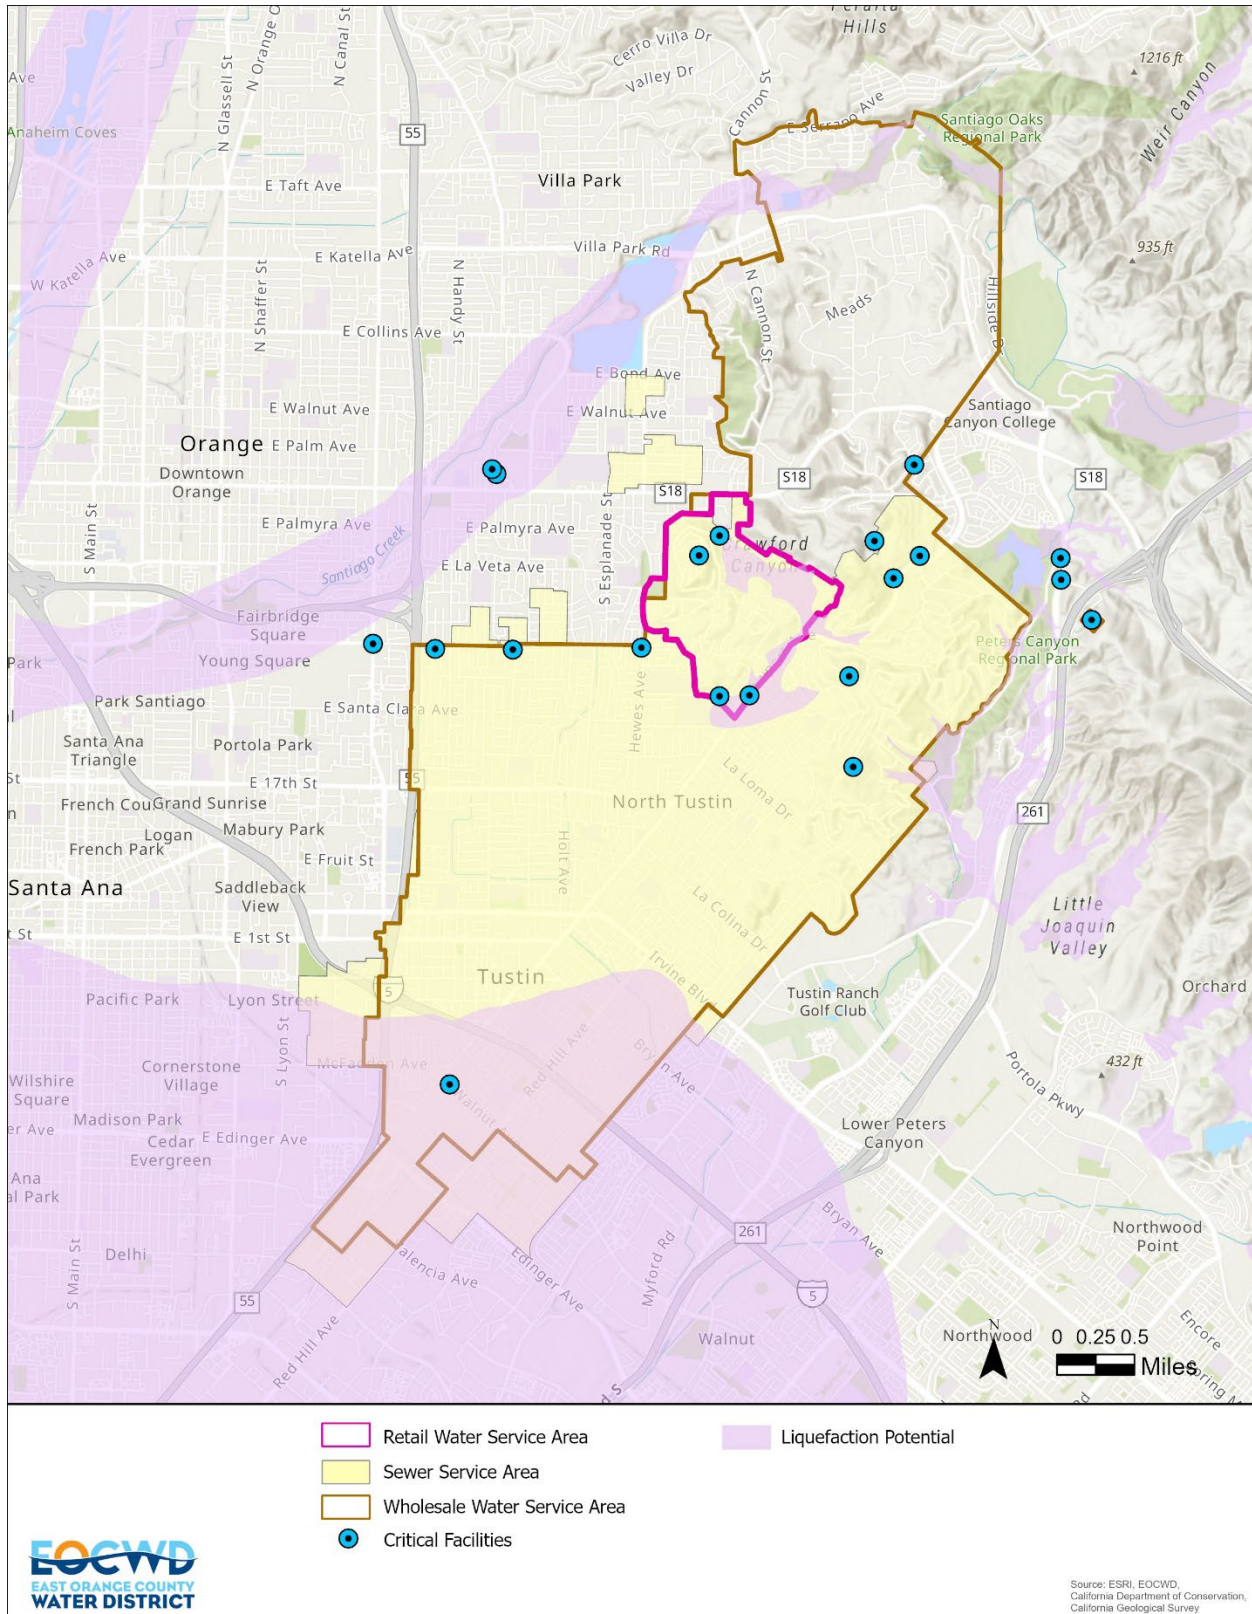 Peralta
Hills
Cerro Villa Dr
Valley Dr
1216 ft
N Canal St
N Orange O
N Glassell St
Ave
Anaheim Coves
55
Cannon St
E Serrano Ave
Santiago Oaks
Regional Park
Weir Canyon
E Taft Ave
Villa Park
Villa Park Rd
E Katella Ave
W Katella Ave
935 ft
N Shaffer St
N Handy St
N Cannon St
Meads
Hillside Dr
E Collins Ave
E Bond Ave
E Walnut Ave
E Walnut Ave
Santiago
Canyon College
Orange
E Palm Ave
Downtown
Orange
S18
S18
S18
S Main St
E Palmyra Ave
E Palmyra Ave
S Esplanade St
Crawford
Canyon
Santiago Creek
E La Veta Ave
Fairbridge
Square
Young Square
Park
Peters Canyon
Regional Park
Park Santiago
E Santa Clara Ave
Hewes Ave
Santa Ana
Triangle
Portola Park
St
E 17th St
55
La Loma Dr
North Tustin
French Cou
Grand Sunrise
n
Logan
Mabury Park
French Park
261
E Fruit St
Holt Ave
Santa Ana
Saddleback
View
La Colina Dr
Little
Joaquin
Valley
t St
E 1st St
Tustin
Irvine Blvd
5
Pacific Park
Lyon Street
Tustin Ranch
Golf Club
Orchard
S Lyon St
McFadden Ave
Red Hill Ave
Bryan Ave
432 ft
Portola Pkwy
Wilshire
Square
Cornerstone
Village
Walnut Ave
Madison Park
er Ave
Cedar
Evergreen
E Edinger Ave
Lower Peters
Canyon
Ana
al Park
Bryan Ave
Northwood
Point
Delhi
S Main St
alencia Ave
Edinger Ave
Myford Rd
261
5
55
Red Hill Ave
Walnut
Northwood
Encore
N
0 0.25 0.5
Miles
oring M
d s
Rd
Retail Water Service Area
Liquefaction Potential
Sewer Service Area
Wholesale Water Service Area
Critical Facilities
EOCWD
EAST ORANGE COUNTY
WATER DISTRICT
Source: ESRI, EOCWD,
California Department of Conservation,
California Geological Survey